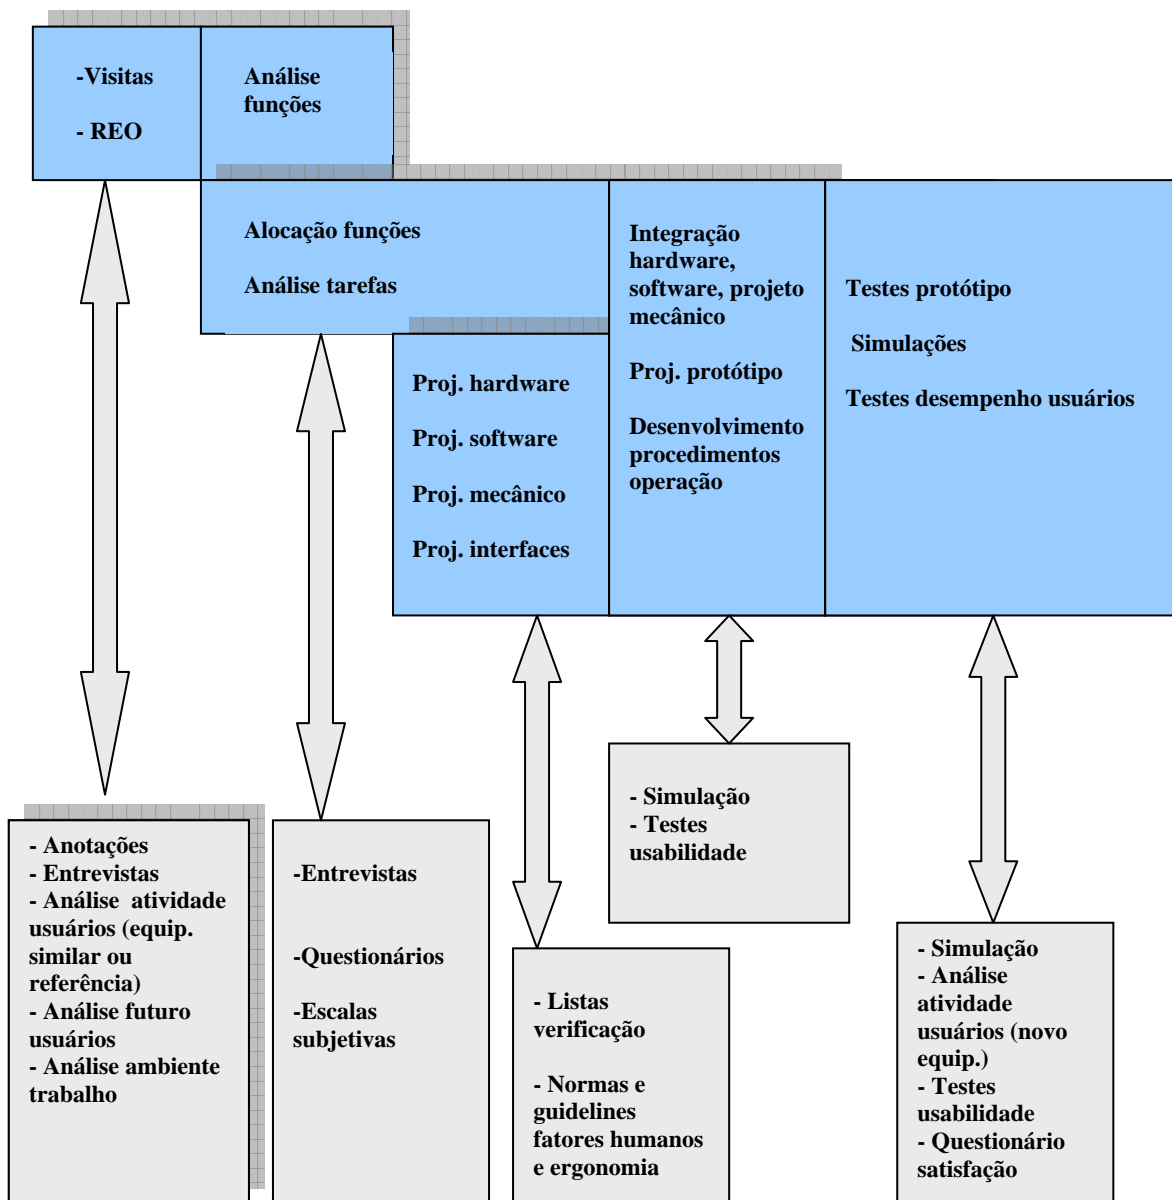 -Visitas
- REO
Análise
funções
Alocação funções
Análise tarefas
Integração
hardware,
software, projeto
mecânico
Proj. protótipo
Desenvolvimento
procedimentos
operação
Testes protótipo
Simulações
Testes desempenho usuários
Proj. hardware
Proj. software
Proj. mecânico
Proj. interfaces
- Anotações
- Entrevistas
- Análise atividade
usuários (equip.
similar ou
referência)
- Análise futuro
usuários
- Análise ambiente
trabalho
-Entrevistas
-Questionários
-Escalas
subjetivas
- Listas
verificação
- Normas e
guidelines
fatores humanos
e ergonomia
- Simulação
- Testes
usabilidade
- Simulação
- Análise
atividade
usuários (novo
equip.)
- Testes
usabilidade
- Questionário
satisfação